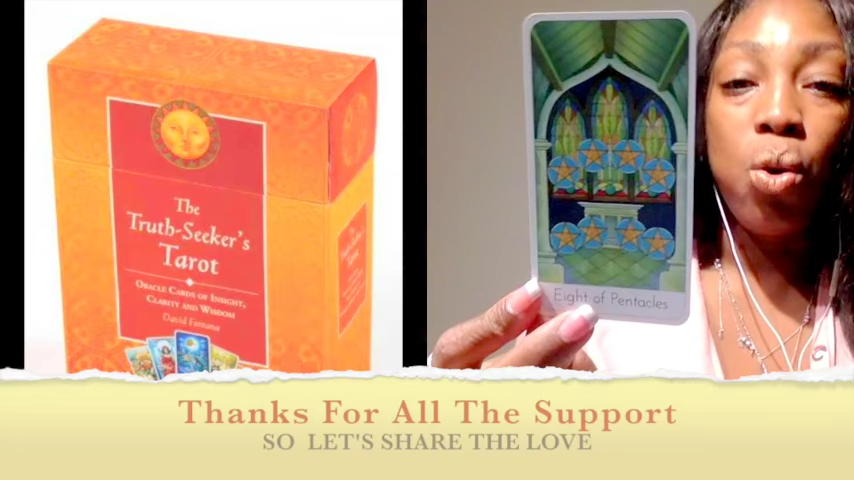 The
Truth-Seeker's
Tarot
ORACLE CARDS OF INSIGHT,
CLARITY AND WISDOM
David Fontana
Eight of Pentacles
Thanks For All The Support
SO LET'S SHARE THE LOVE